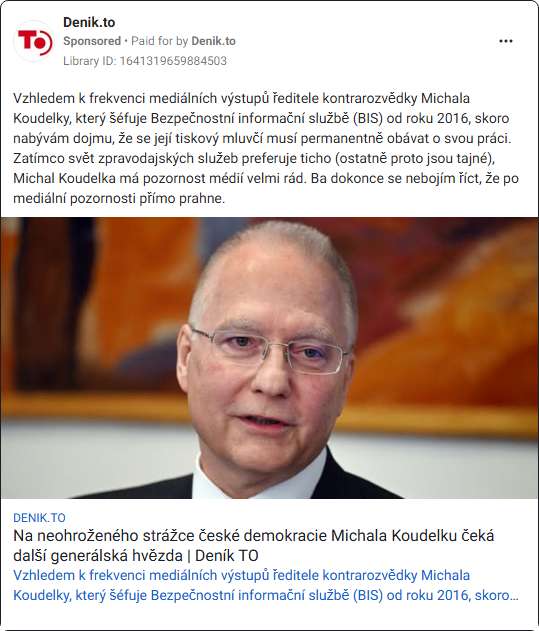 Denik.to
Sponsored • Paid for by Denik.to
Library ID: 1641319659884503
Vzhledem k frekvenci mediálních výstupů ředitele kontrarozvědky Michala
Koudelky, který šéfuje Bezpečnostní informační službě (BIS) od roku 2016, skoro
nabývám dojmu, že se její tiskový mluvčí musí permanentně obávat o svou práci.
Zatímco svět zpravodajských služeb preferuje ticho (ostatně proto jsou tajné),
Michal Koudelka má pozornost médií velmi rád. Ba dokonce se nebojím říct, že po
mediální pozornosti přímo prahne.
DENIK.TO
Na neohroženého strážce české demokracie Michala Koudelku čeká
další generálská hvězda | Deník TO
Vzhledem k frekvenci mediálních výstupů ředitele kontrarozvědky Michala
Koudelky, který šéfuje Bezpečnostní informační službě (BIS) od roku 2016, skoro...